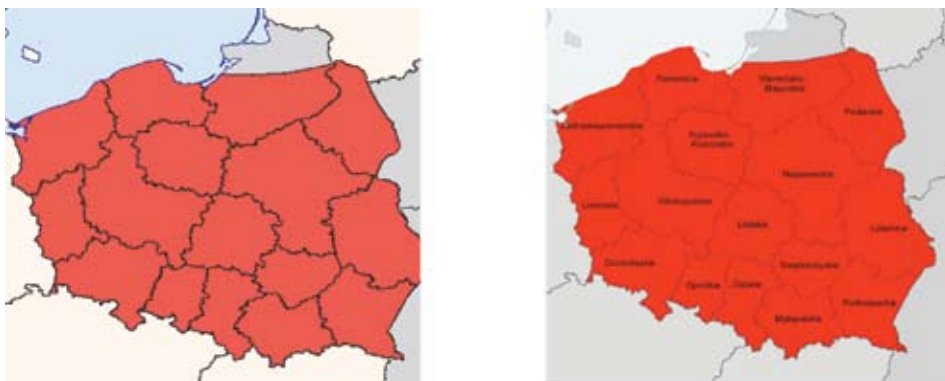 Pomorskie
Warmińsko-
Mazurskie
Podlaskie
Zachodniopomorskie
Kujawsko-
Pomorskie
Mazowieckie
Lubuskie
Wielkopolskie
Łódzkie
Lubelskie
Dolnośląskie
Opolskie
Śląskie
Świętokrzyskie
Małopolskie
Podkarpackie